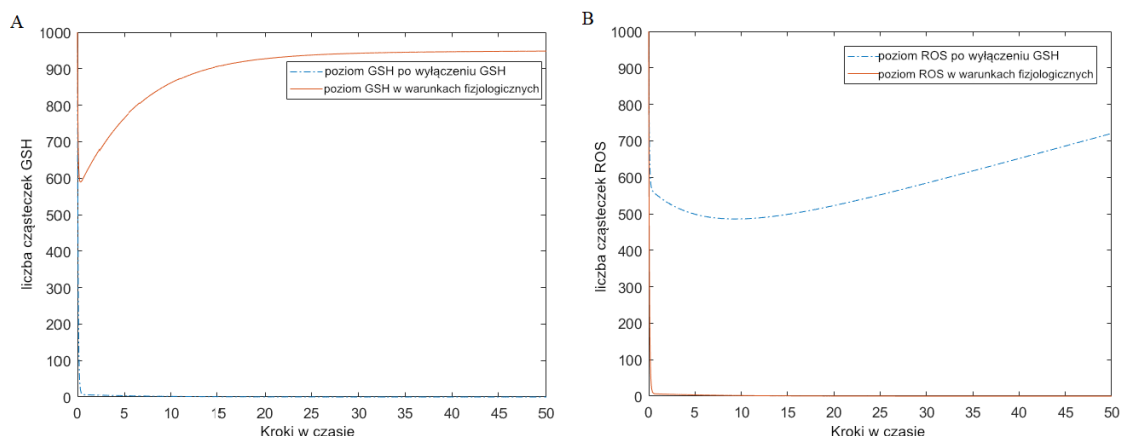 A
liczba cząsteczek GSH
1000
900
800
700
600
500
400
300
200
100
0
poziom GSH po wyłączeniu GSH
poziom GSH w warunkach fizjologicznych
0 5 10 15 20 25 30 35 40 45 50
Kroki w czasie
B
liczba cząsteczek ROS
1000
900
800
700
600
500
400
300
200
100
0
poziom ROS po wyłączeniu GSH
poziom ROS w warunkach fizjologicznych
0 5 10 15 20 25 30 35 40 45 50
Kroki w czasie